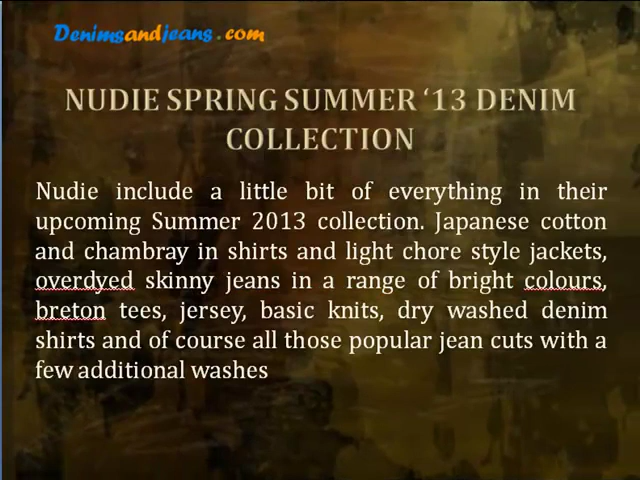 Denimsandjeans.com
NUDIE SPRING SUMMER ‘13 DENIM
COLLECTION
Nudie include a little bit of everything in their
upcoming Summer 2013 collection. Japanese cotton
and chambray in shirts and light chore style jackets,
overdyed skinny jeans in a range of bright colours,
breton tees, jersey, basic knits, dry washed denim
shirts and of course all those popular jean cuts with a
few additional washes